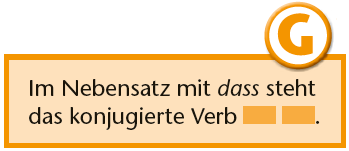 G
Im Nebensatz mit dass steht
das konjugierte Verb .